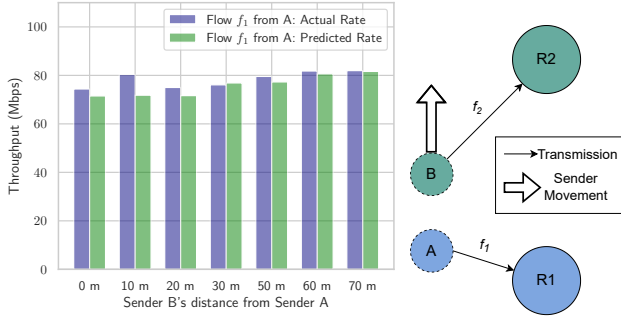 Flow f₁ from A: Actual Rate
Flow f₁ from A: Predicted Rate
Throughput (Mbps)
100
80
60
40
20
0
0 m 10 m 20 m 30 m 50 m 60 m 70 m
Sender B's distance from Sender A
R2
f₂
B
Transmission
Sender
Movement
A
f₁
R1